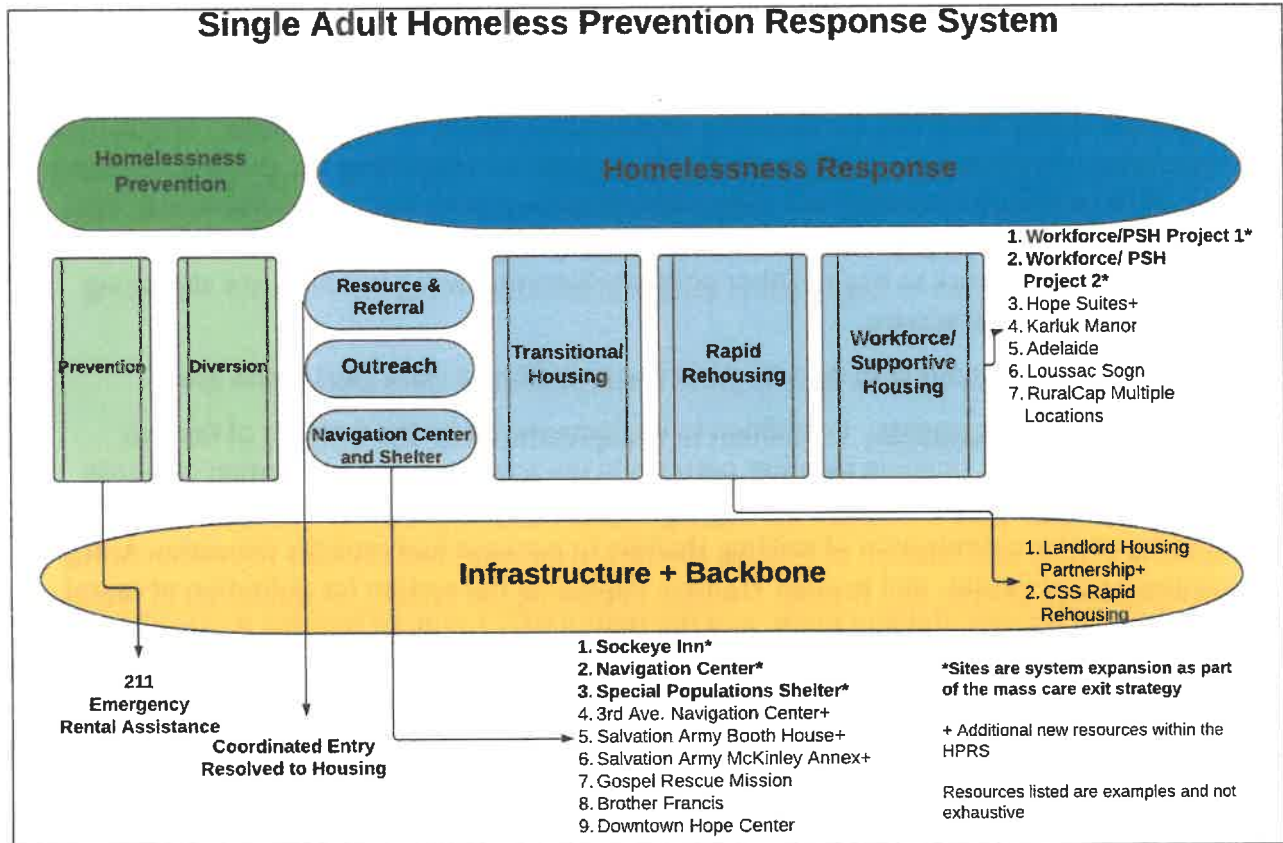 Single Adult Homeless Prevention Response System
Homelessness
Prevention
Homelessness Response
Prevention
Diversion
Resource &
Referral
Outreach
Navigation Center
and Shelter
Transitional
Housing
Rapid
Rehousing
Workforce/
Supportive
Housing
1. Workforce/PSH Project 1*
2. Workforce/ PSH
Project 2*
3. Hope Suites+
4. Karluk Manor
5. Adelaide
6. Loussac Sogn
7. RuralCap Multiple
Locations
Infrastructure + Backbone
1. Landlord Housing
Partnership+
2. CSS Rapid
Rehousing
211
Emergency
Rental Assistance
Coordinated Entry
Resolved to Housing
1. Sockeye Inn*
2. Navigation Center*
3. Special Populations Shelter*
4. 3rd Ave. Navigation Center+
5. Salvation Army Booth House+
6. Salvation Army McKinley Annex+
7. Gospel Rescue Mission
8. Brother Francis
9. Downtown Hope Center
*Sites are system expansion as part
of the mass care exit strategy
+ Additional new resources within the
HPRS
Resources listed are examples and not
exhaustive